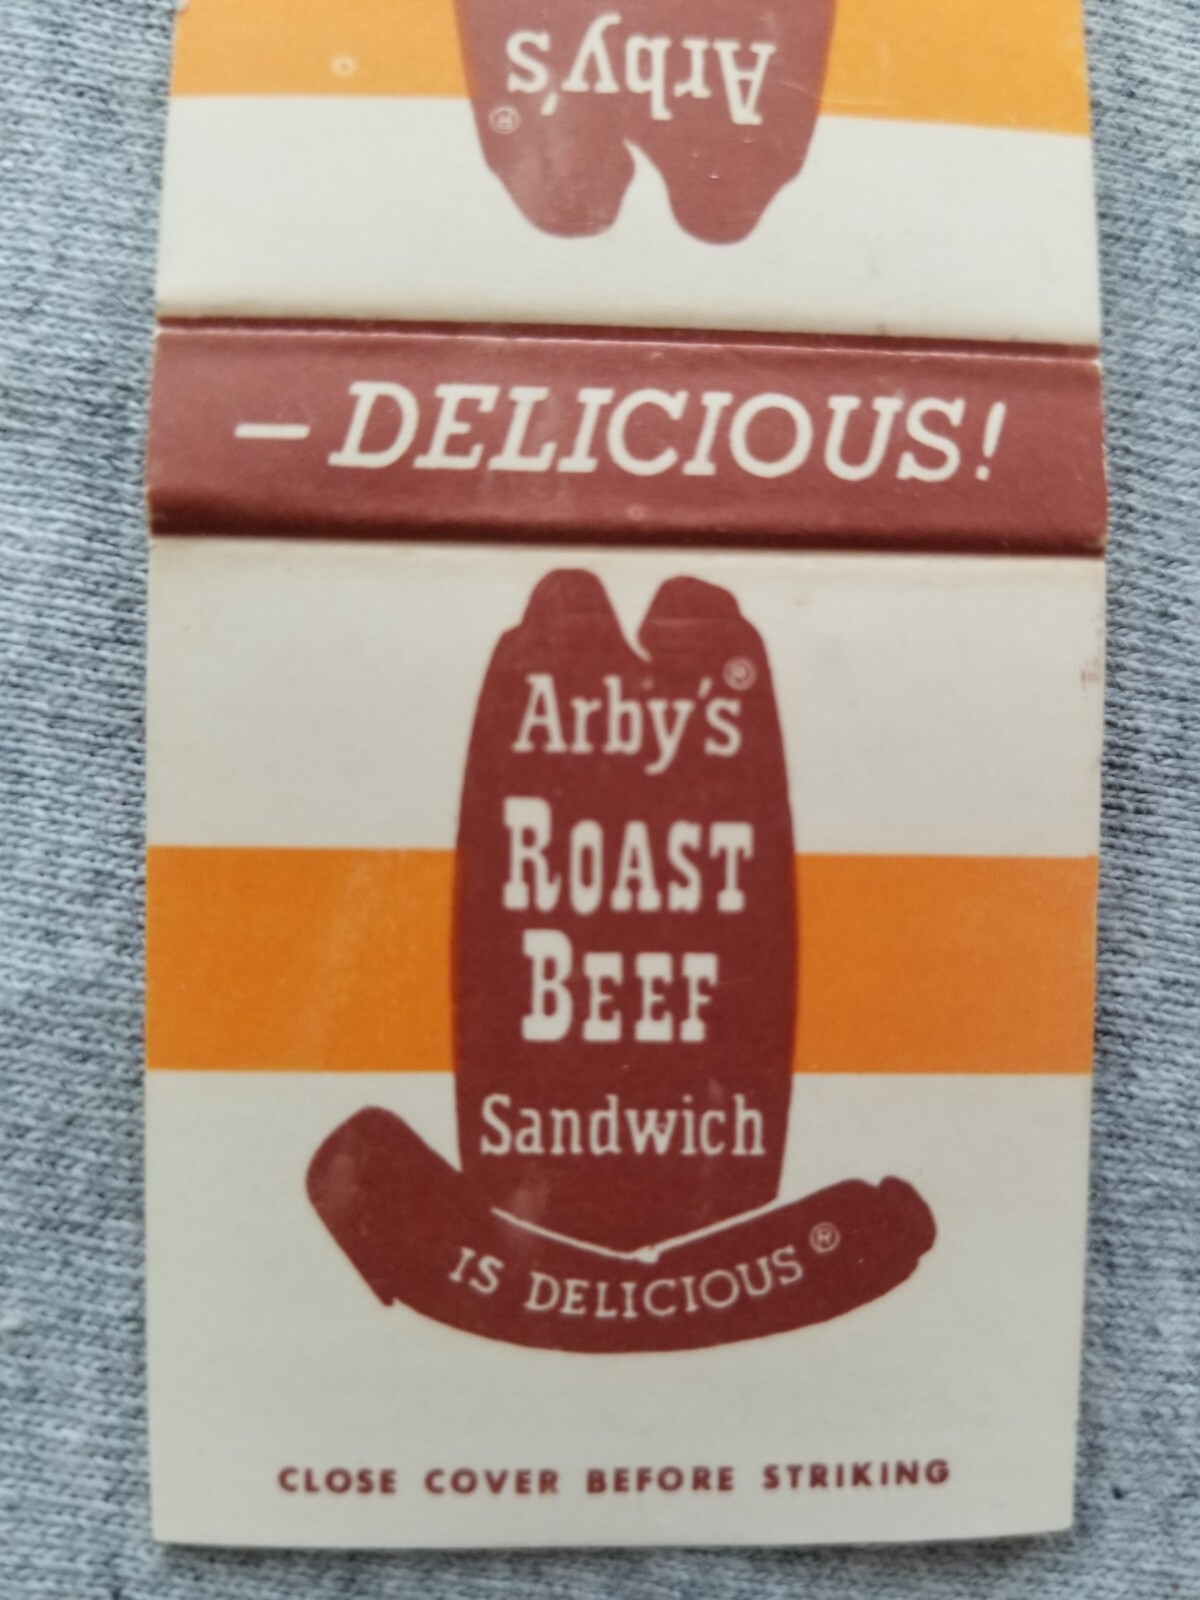 Arby's®
— DELICIOUS!
Arby's®
ROAST
BEEF
Sandwich
IS DELICIOUS®
CLOSE COVER BEFORE STRIKING